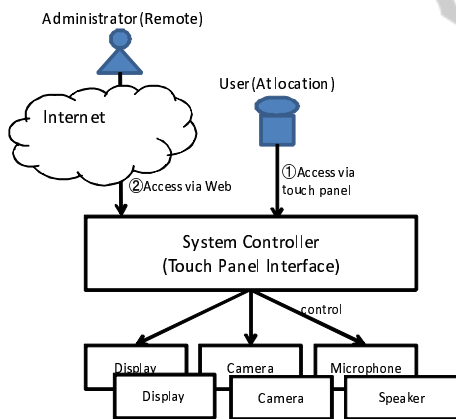 Administrator(Remote)
User(At location)
Internet
②Access via Web
①Access via
touch panel
System Controller
(Touch Panel Interface)
control
Display
Camera
Microphone
Display
Camera
Speaker